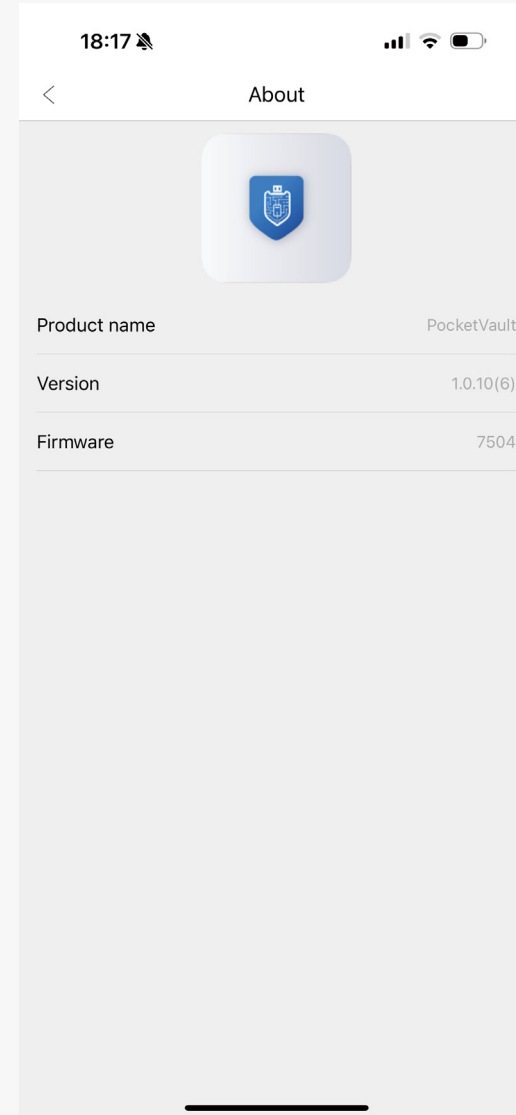 18:17
About
Product name PocketVault
Version 1.0.10(6)
Firmware 7504